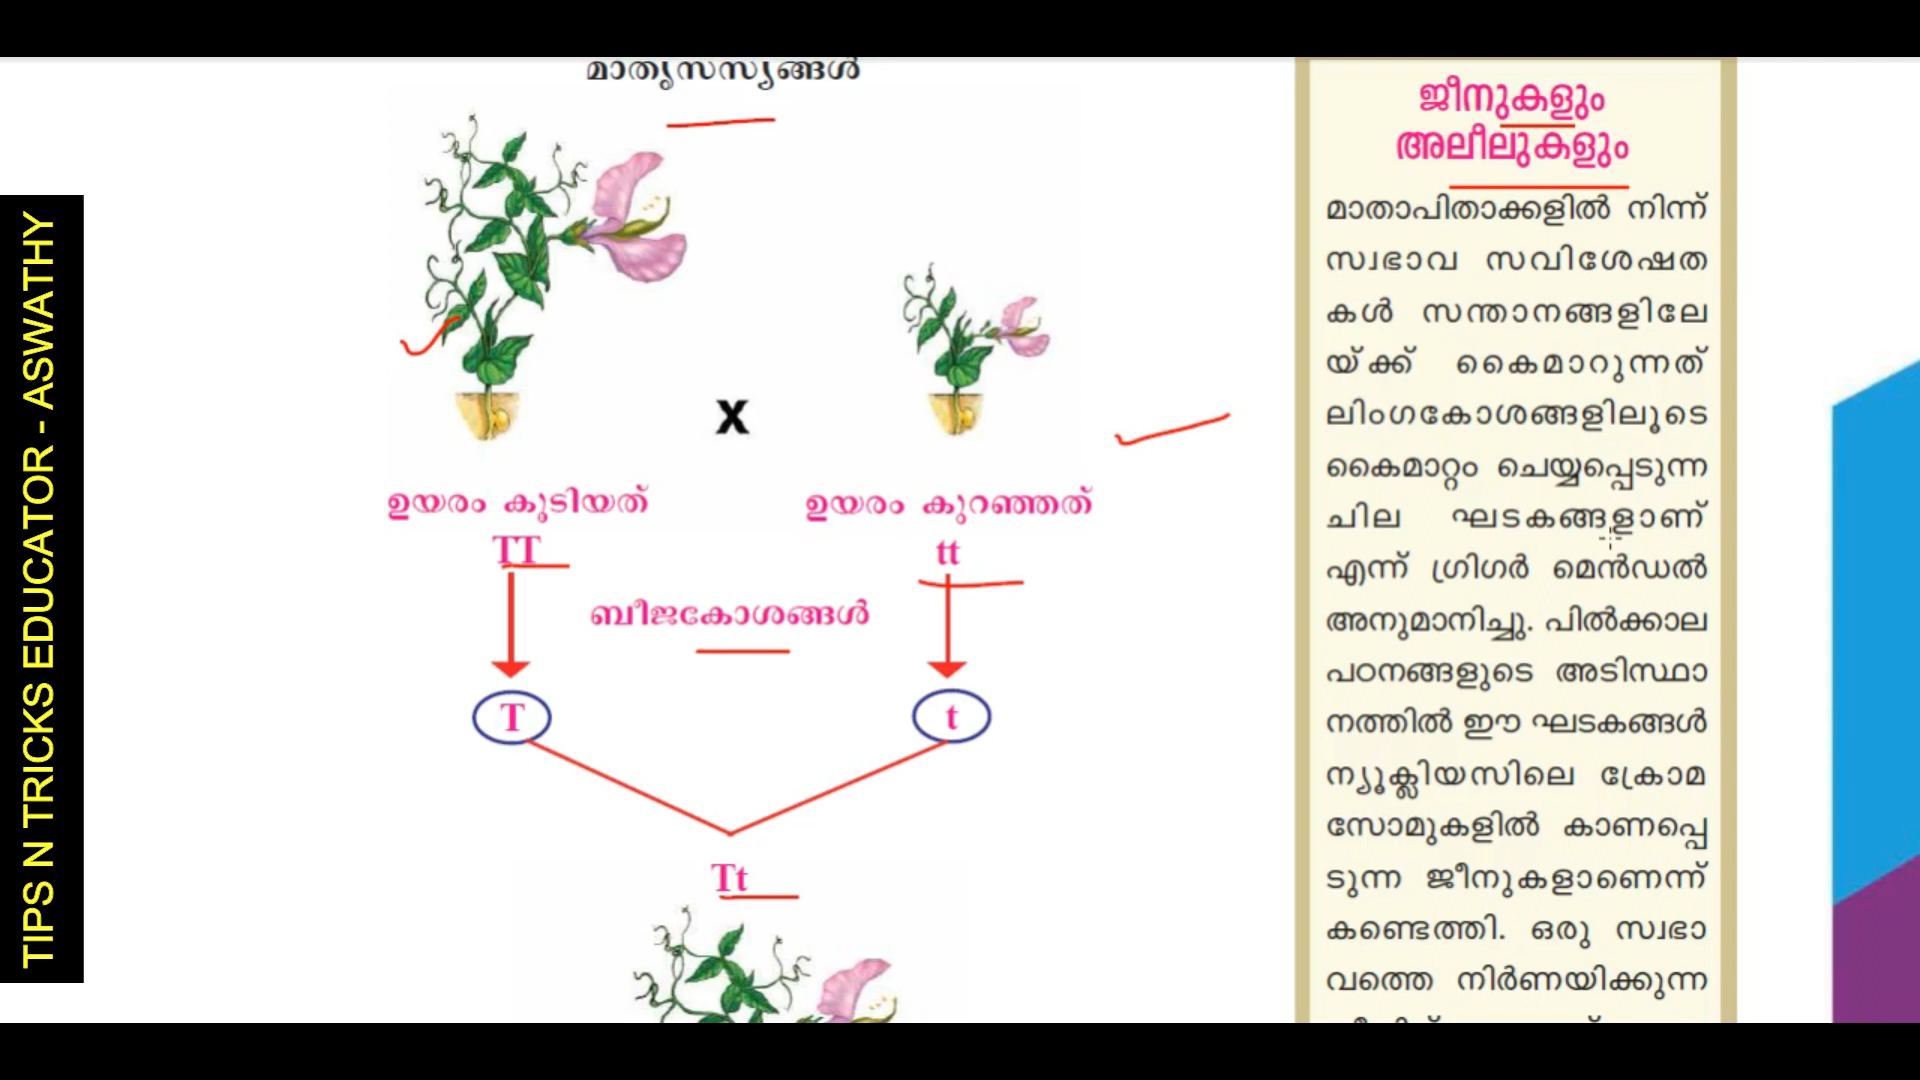 മാതൃസസ്യങ്ങൾ
X
ഉയരം കൂടിയത്
ഉയരം കുറഞ്ഞത്
TT
tt
ബീജകോശങ്ങൾ
T
t
Tt
ജീനുകളും
അലീലുകളും
മാതാപിതാക്കളിൽ നിന്ന്
സ്വഭാവ സവിശേഷത
കൾ സന്താനങ്ങളിലേ
യ്ക്ക് കൈമാറുന്നത്
ലിംഗകോശങ്ങളിലൂടെ
കൈമാറ്റം ചെയ്യപ്പെടുന്ന
ചില ഘടകങ്ങളാണ്
എന്ന് ഗ്രിഗർ മെൻഡൽ
അനുമാനിച്ചു. പിൽക്കാല
പഠനങ്ങളുടെ അടിസ്ഥാ
നത്തിൽ ഈ ഘടകങ്ങൾ
ന്യൂക്ലിയസിലെ ക്രോമ
സോമുകളിൽ കാണപ്പെ
ടുന്ന ജീനുകളാണെന്ന്
കണ്ടെത്തി. ഒരു സ്വഭാ
വത്തെ നിർണയിക്കുന്ന
TIPS N TRICKS EDUCATOR - ASWATHY